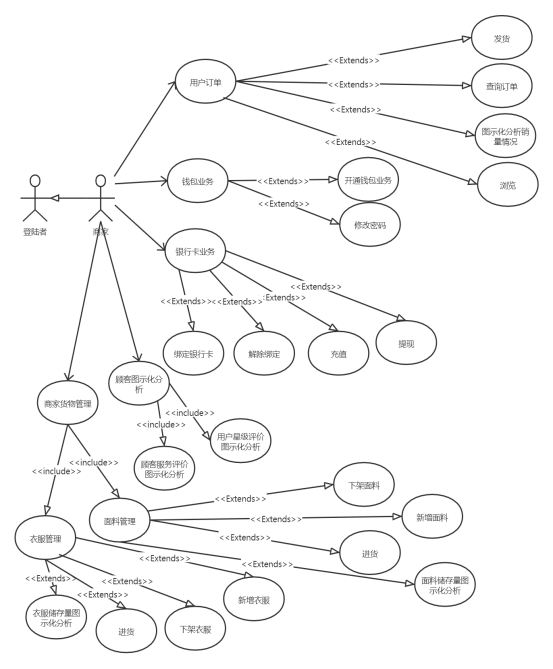 发货
<<Extends>>
用户订单
<<Extends>>
查询订单
<<Extends>>
图示化分析销
量情况
<<Extends>>
浏览
钱包业务
<<Extends>>
开通钱包业务
<<Extends>>
修改密码
登陆者
商家
银行卡业务
<<Extends>>
<<Extends>>
<<Extends>>
:Extends>>
绑定银行卡
解除绑定
充值
提现
顾客图示化分
析
商家货物管理
<<include>>
<<include>>
用户星级评价
图示化分析
顾客服务评价
图示化分析
<<include>>
<<include>>
下架面料
<<Extends>>
面料管理
<<Extends>>
新增面料
<<Extends>>
进货
衣服管理
<<Extends>>
<<Extends>>
面料储存量图
示化分析
<<Extends>>
<<Extends>>
<<Extends>>
新增衣服
衣服储存量图
示化分析
进货
下架衣服